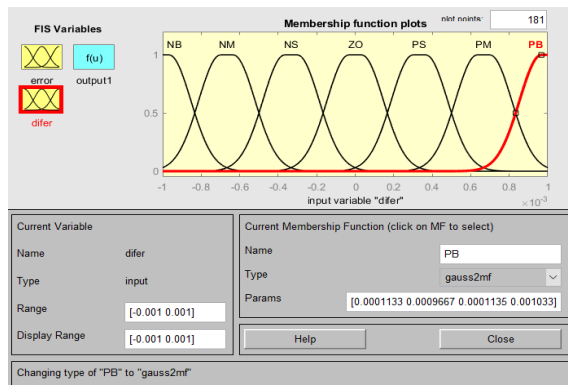 FIS Variables
Membership function plots
plot points:
181
f(u)
error
output1
difer
NB
NM
NS
ZO
PS
PM
PB
1
0.5
0
-1
-0.8
-0.6
-0.4
-0.2
0
0.2
0.4
0.6
0.8
1
×10-3
input variable "difer"
Current Variable
Name
difer
Type
input
Range
[-0.001 0.001]
Display Range
[-0.001 0.001]
Current Membership Function (click on MF to select)
Name
PB
Type
gauss2mf
Params
[0.0001133 0.0009667 0.0001135 0.001033]
Help
Close
Changing type of "PB" to "gauss2mf"